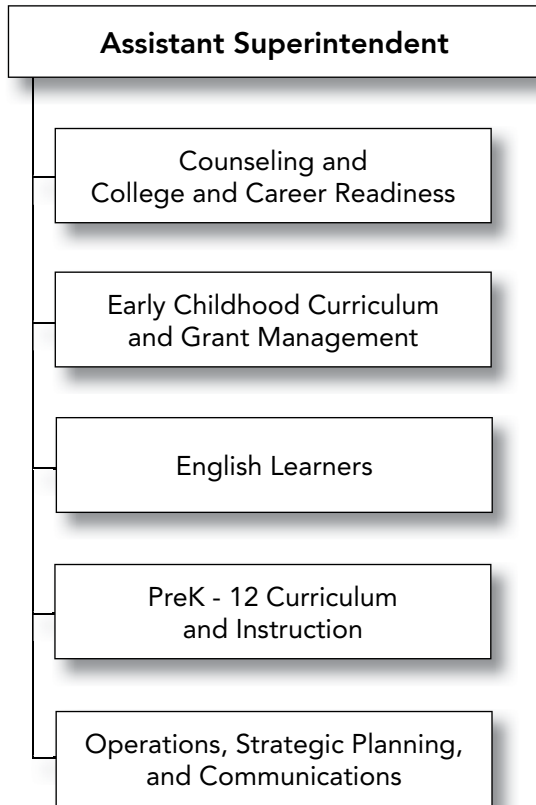 Assistant Superintendent
Counseling and
College and Career Readiness
Early Childhood Curriculum
and Grant Management
English Learners
PreK - 12 Curriculum
and Instruction
Operations, Strategic Planning,
and Communications